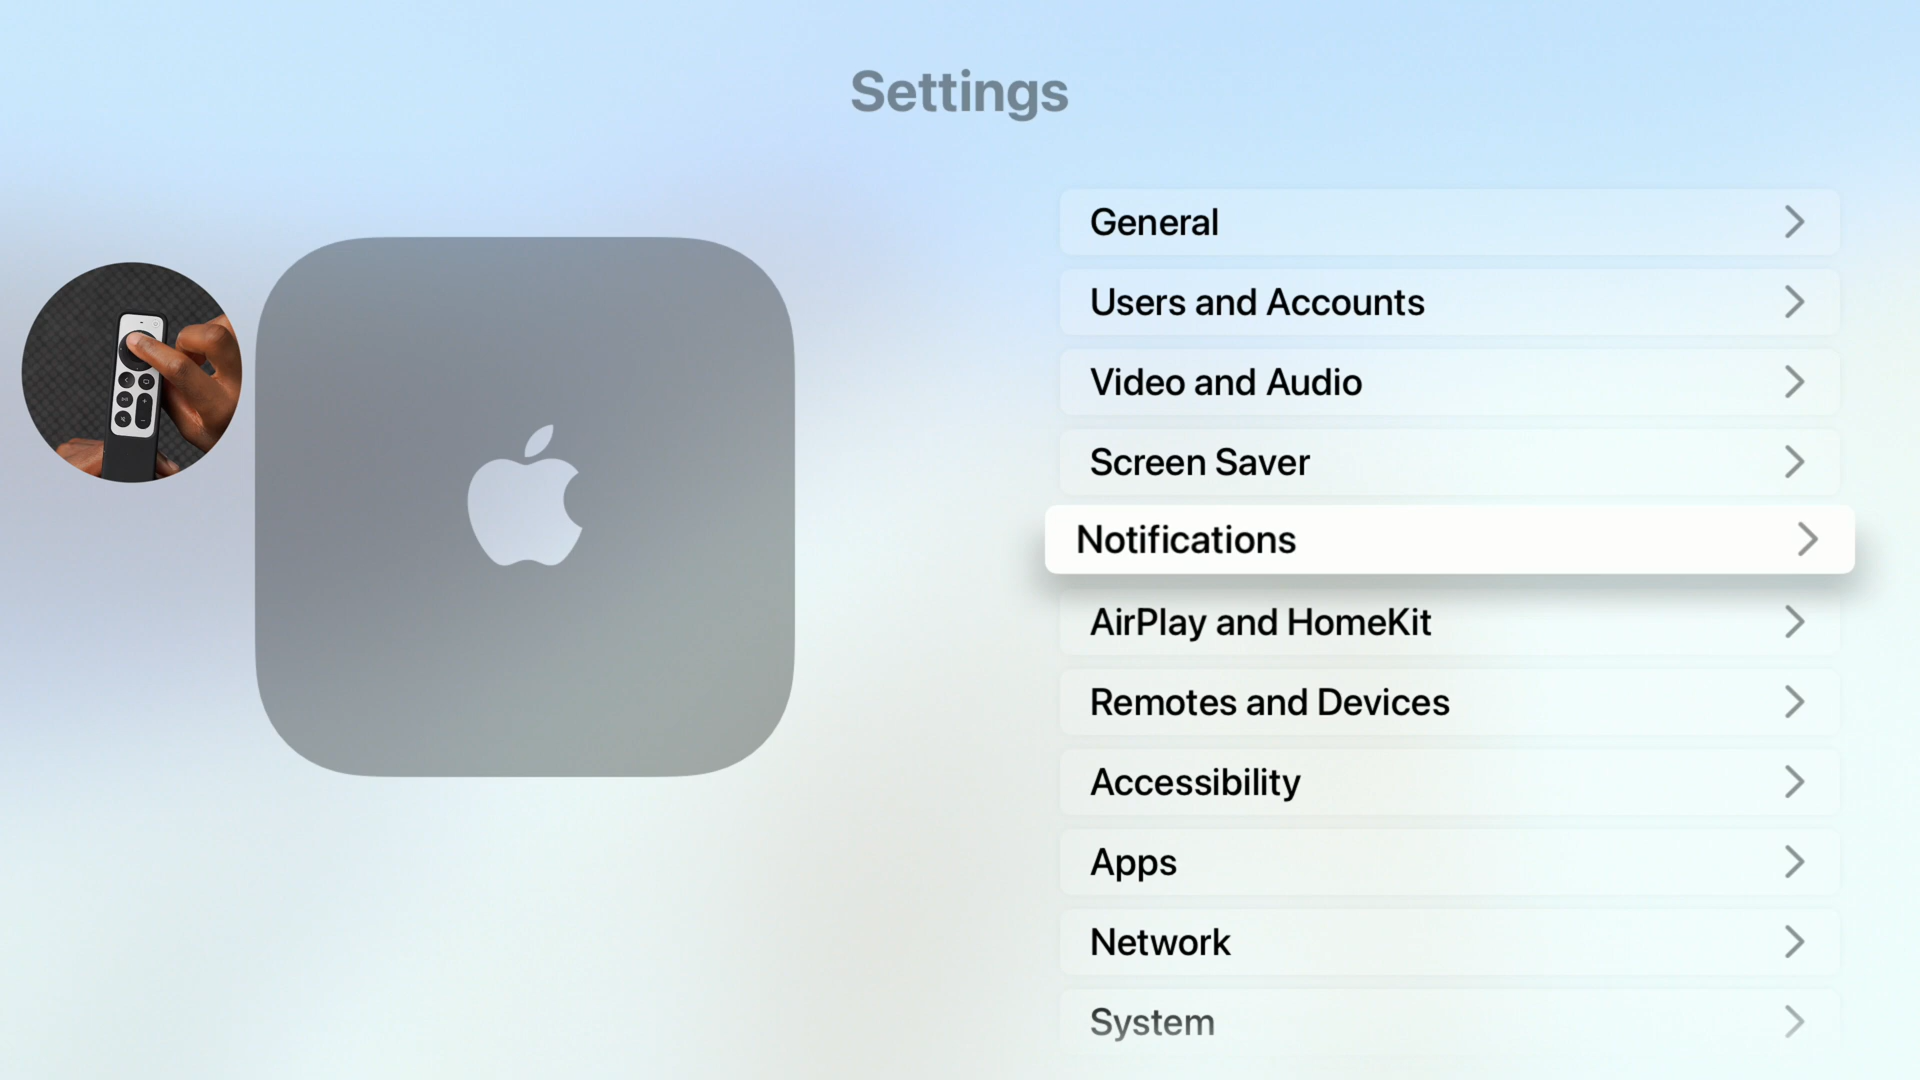 Settings
General
Users and Accounts
Video and Audio
Screen Saver
Notifications
AirPlay and HomeKit
Remotes and Devices
Accessibility
Apps
Network
System